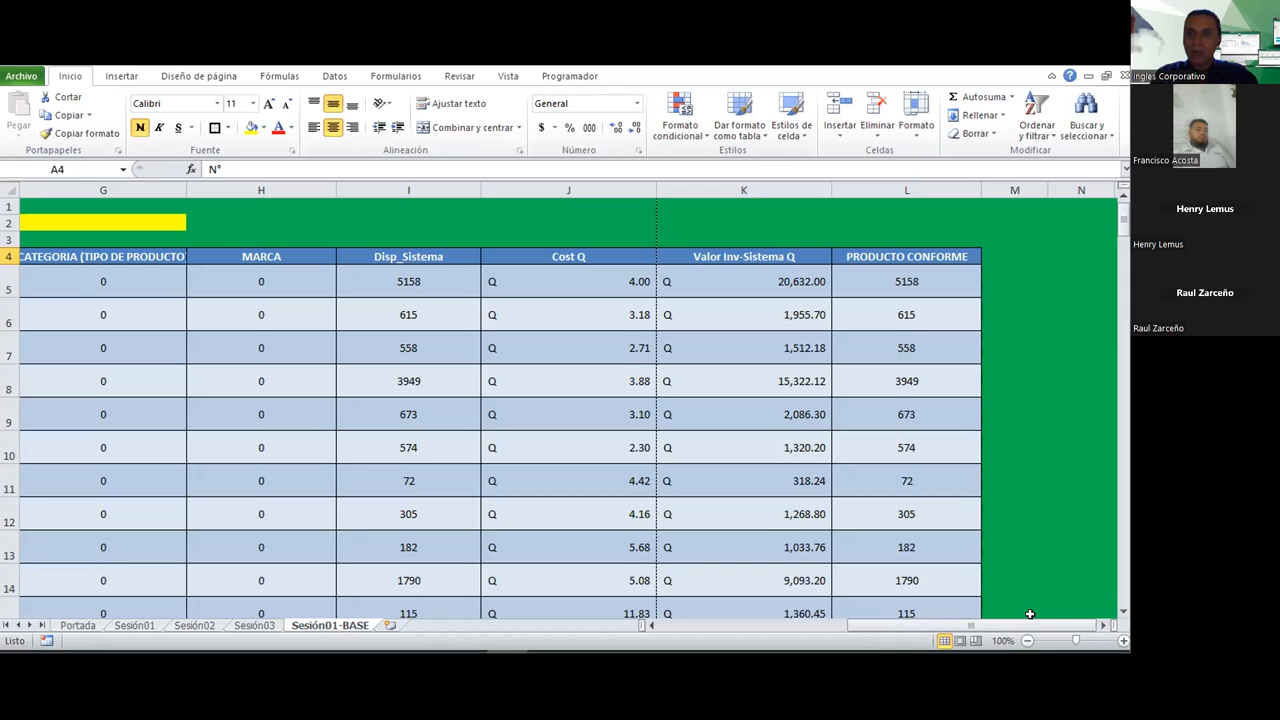 Archivo Inicio Insertar Diseño de página Fórmulas Datos Formularios Revisar Vista Programador
Pegar
Cortar
Copiar
Copiar formato
Portapapeles
Calibri 11
N K S
Fuente
Ajustar texto
Combinar y centrar
Alineación
General
$ % 000
Número
Formato condicional
Dar formato como tabla
Estilos de celda
Estilos
Insertar Eliminar Formato
Celdas
Autosuma
Rellenar
Borrar
Ordenar y filtrar
Buscar y seleccionar
Modificar
A4 fx N°
G H I J K L M N
1
2
3
4 CATEGORIA (TIPO DE PRODUCTO) MARCA Disp_Sistema Cost Q Valor Inv-Sistema Q PRODUCTO CONFORME
5 0 0 5158 Q 4.00 Q 20,632.00 5158
6 0 0 615 Q 3.18 Q 1,955.70 615
7 0 0 558 Q 2.71 Q 1,512.18 558
8 0 0 3949 Q 3.88 Q 15,322.12 3949
9 0 0 673 Q 3.10 Q 2,086.30 673
10 0 0 574 Q 2.30 Q 1,320.20 574
11 0 0 72 Q 4.42 Q 318.24 72
12 0 0 305 Q 4.16 Q 1,268.80 305
13 0 0 182 Q 5.68 Q 1,033.76 182
14 0 0 1790 Q 5.08 Q 9,093.20 1790
0 0 115 Q 11.83 Q 1,360.45 115
Portada Sesión01 Sesión02 Sesión03 Sesión01-BASE
Listo 100%
Ingles Corporativo
Francisco Acosta
Henry Lemus
Henry Lemus
Raul Zarceño
Raul Zarceño